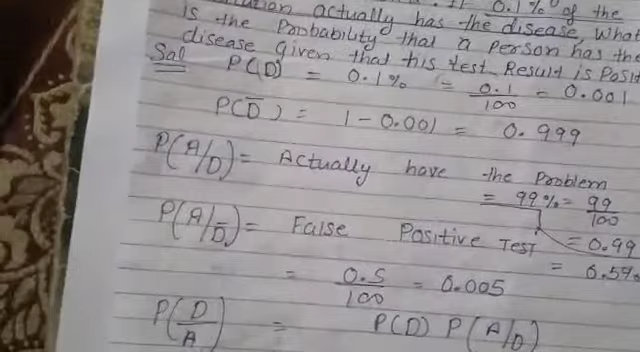 actually has the disease. What
is the Probability that a person has the
disease given that his test Result is Posit
Sol P(D) = 0.1% = 0.1/100 = 0.001
P(D̅) = 1 - 0.001 = 0.999
P(A/D) = Actually have the problem
= 99% = 99/100
= 0.99
P(A/D̅) = False Positive TEST = 0.5%
= 0.5/100 = 0.005
P(D/A) = P(D) P(A/D)